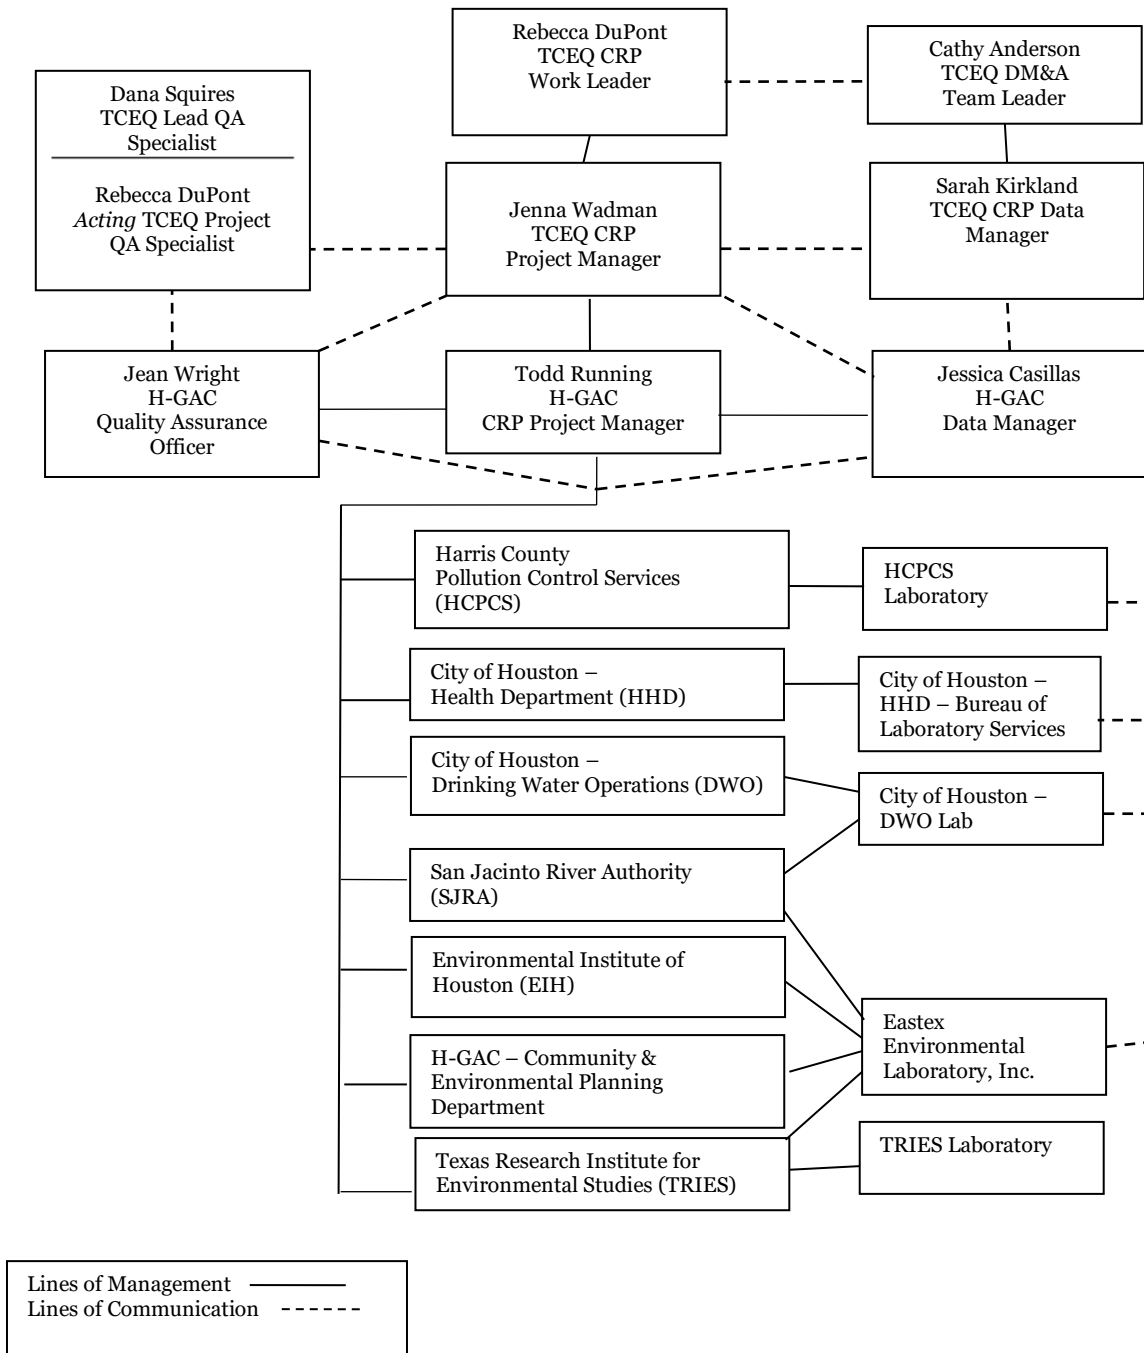 Rebecca DuPont
TCEQ CRP
Work Leader
Cathy Anderson
TCEQ DM&A
Team Leader
Dana Squires
TCEQ Lead QA
Specialist
Rebecca DuPont
Acting TCEQ Project
QA Specialist
Jenna Wadman
TCEQ CRP
Project Manager
Sarah Kirkland
TCEQ CRP Data
Manager
Jean Wright
H-GAC
Quality Assurance
Officer
Todd Running
H-GAC
CRP Project Manager
Jessica Casillas
H-GAC
Data Manager
Harris County
Pollution Control Services
(HCPCS)
HCPCS
Laboratory
City of Houston –
Health Department (HHD)
City of Houston –
HHD – Bureau of
Laboratory Services
City of Houston –
Drinking Water Operations (DWO)
City of Houston –
DWO Lab
San Jacinto River Authority
(SJRA)
Environmental Institute of
Houston (EIH)
Eastex
Environmental
Laboratory, Inc.
H-GAC – Community &
Environmental Planning
Department
Texas Research Institute for
Environmental Studies (TRIES)
TRIES Laboratory
Lines of Management
Lines of Communication